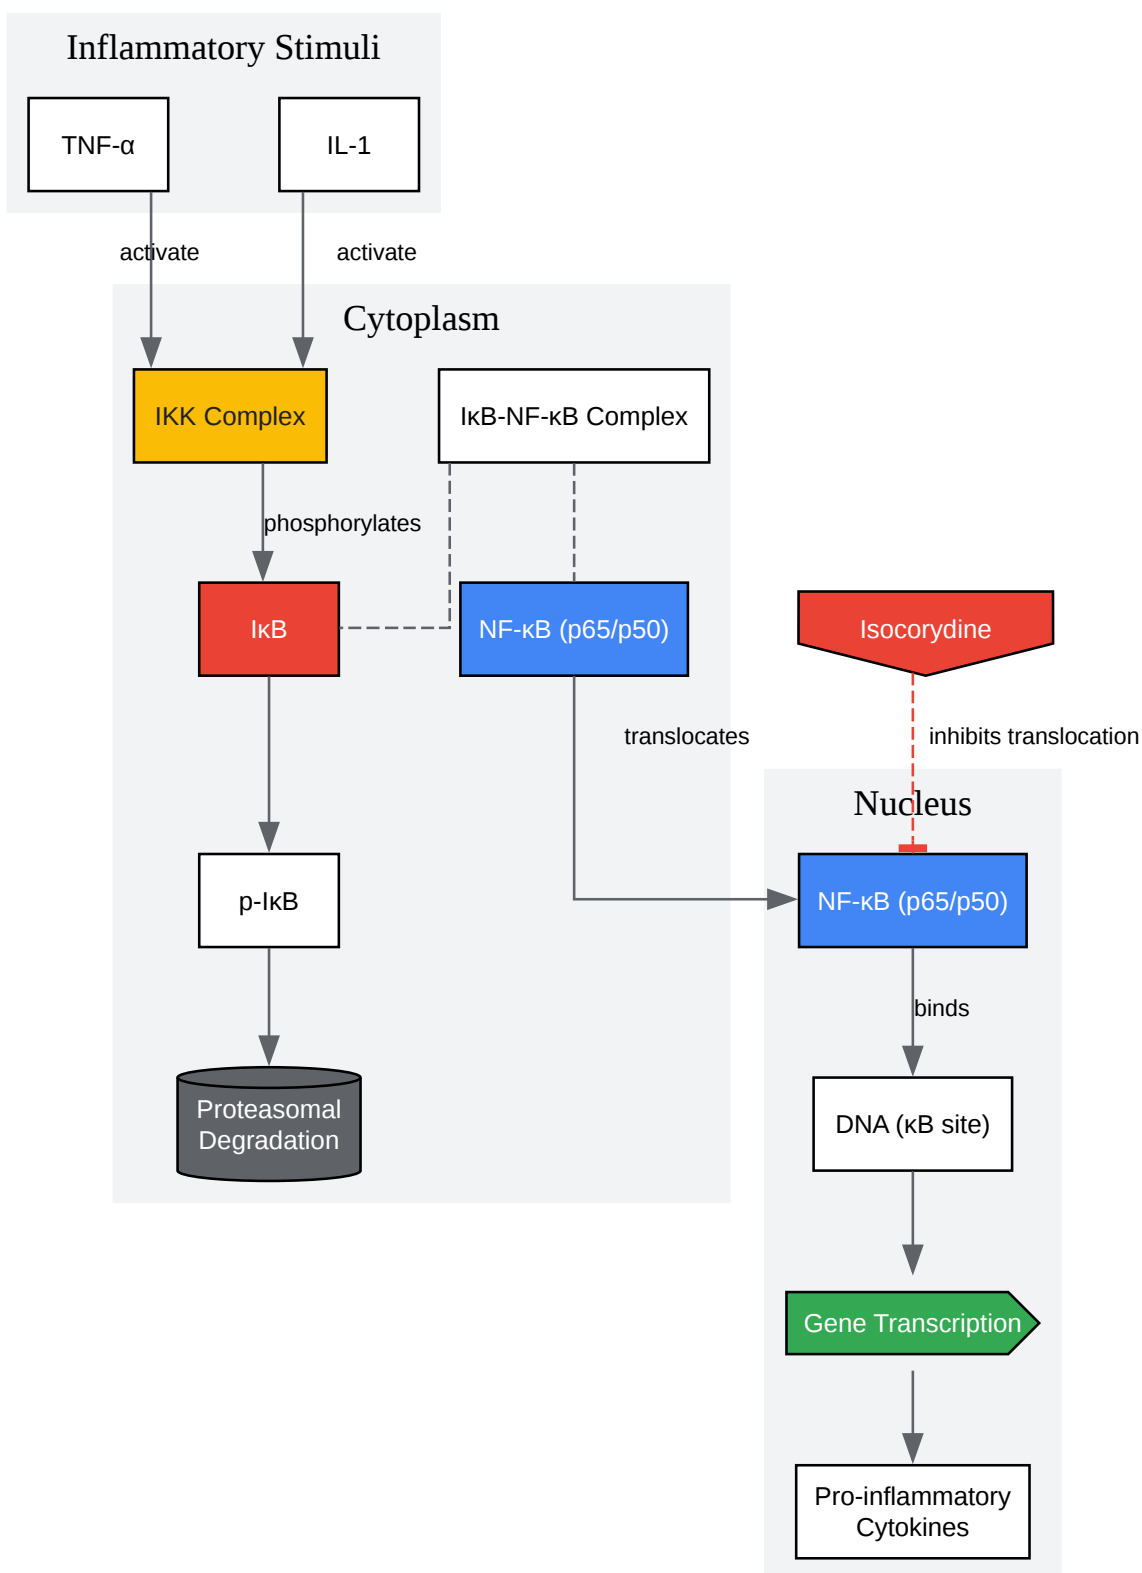 Inflammatory Stimuli
TNF-α
IL-1
activate
activate
Cytoplasm
IKK Complex
IκB-NF-κB Complex
phosphorylates
IκB
NF-κB (p65/p50)
Isocorydine
translocates
inhibits translocation
Nucleus
p-IκB
NF-κB (p65/p50)
binds
Proteasomal
Degradation
DNA (κB site)
Gene Transcription
Pro-inflammatory
Cytokines